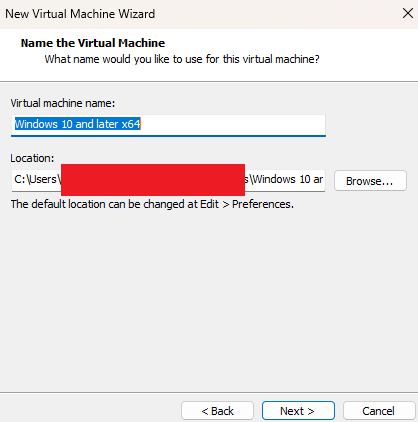 New Virtual Machine Wizard
Name the Virtual Machine
What name would you like to use for this virtual machine?
Virtual machine name:
Windows 10 and later x64
Location:
C:\Users\ s\Windows 10 ar
Browse...
The default location can be changed at Edit > Preferences.
< Back
Next >
Cancel